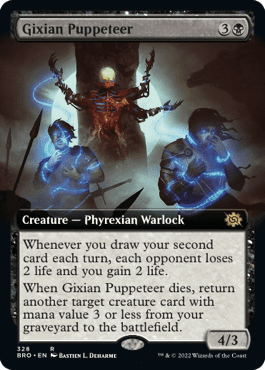 Gixian Puppeteer 3
Creature — Phyrexian Warlock
Whenever you draw your second
card each turn, each opponent loses
2 life and you gain 2 life.
When Gixian Puppeteer dies, return
another target creature card with
mana value 3 or less from your
graveyard to the battlefield.
4/3
328 R
BRO • EN Bastien L. Deharme
™ & © 2022 Wizards of the Coast